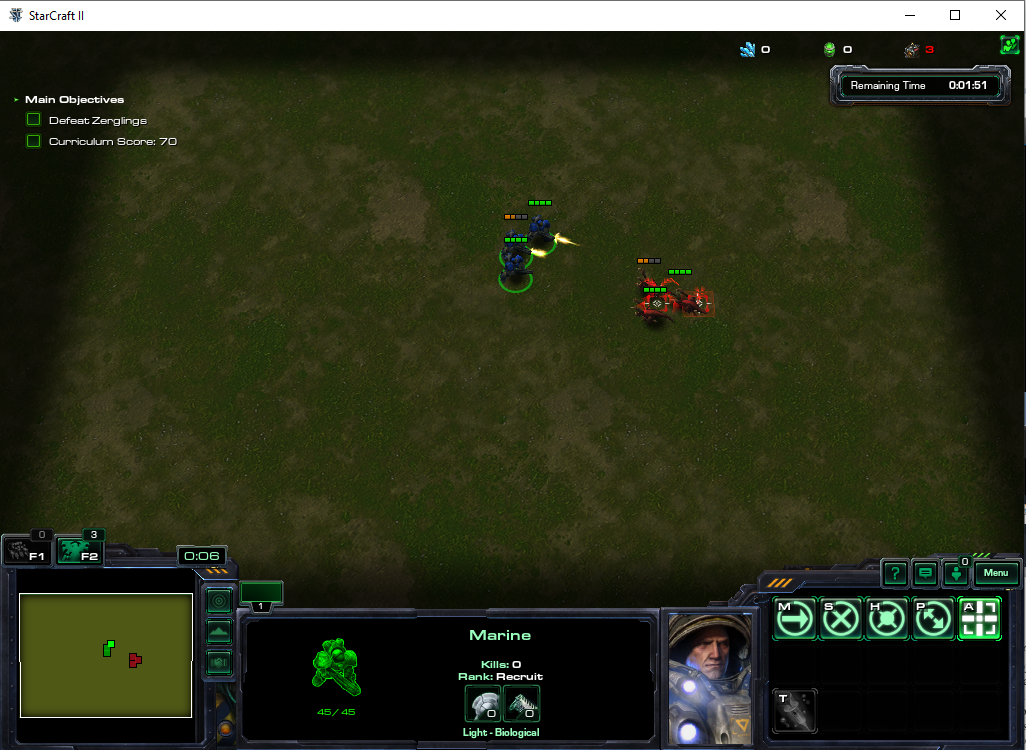 StarCraft II
0 0 3
Remaining Time 0:01:51
Main Objectives
Defeat Zerglings
Curriculum Score: 70
0 3
F1 F2
0:06
1
0
? Menu
Marine
Kills: 0
Rank: Recruit
0 0
45/45
Light - Biological
M S H P A
T